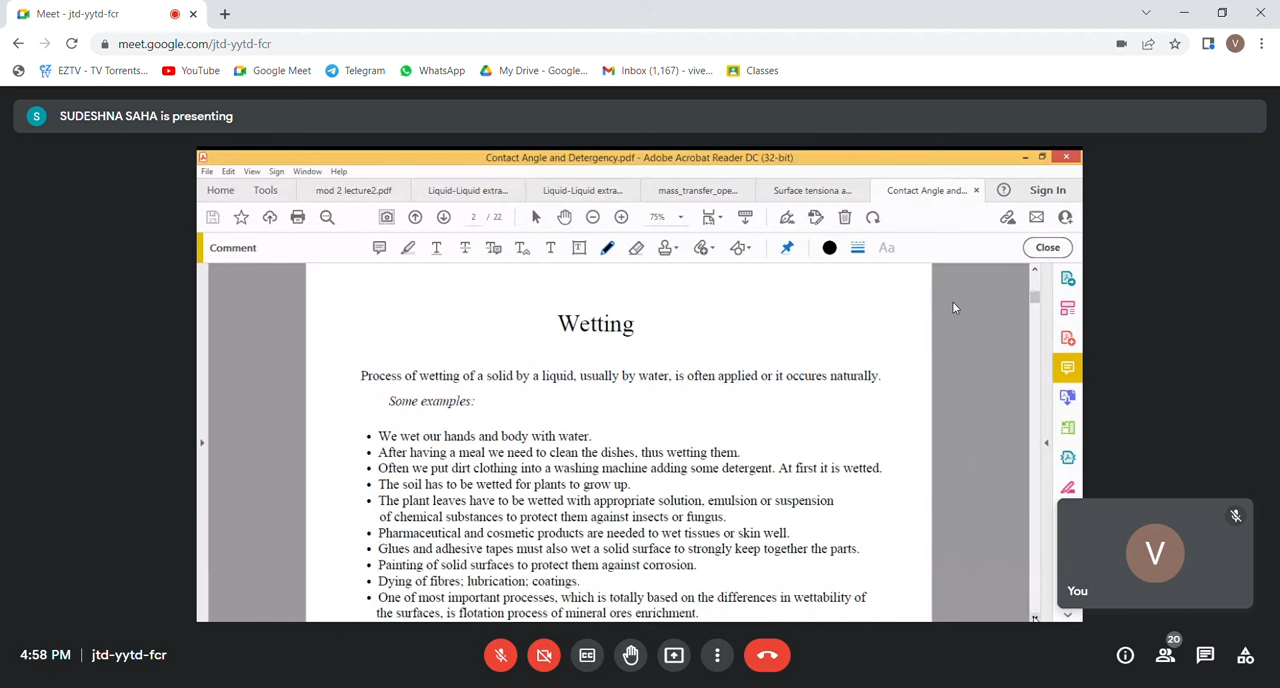 Meet - jtd-yytd-fcr
meet.google.com/jtd-yytd-fcr
V
EZTV - TV Torrents...
YouTube
Google Meet
Telegram
WhatsApp
My Drive - Google...
Inbox (1,167) - vive...
Classes
S
SUDESHNA SAHA is presenting
Contact Angle and Detergency.pdf - Adobe Acrobat Reader DC (32-bit)
File Edit View Sign Window Help
Home Tools mod 2 lecture2.pdf Liquid-Liquid extra... Liquid-Liquid extra... mass_transfer_ope... Surface tensiona a... Contact Angle and... Sign In
2 / 22 75%
Comment Aa Close
Wetting
Process of wetting of a solid by a liquid, usually by water, is often applied or it occures naturally.
Some examples:
• We wet our hands and body with water.
• After having a meal we need to clean the dishes, thus wetting them.
• Often we put dirt clothing into a washing machine adding some detergent. At first it is wetted.
• The soil has to be wetted for plants to grow up.
• The plant leaves have to be wetted with appropriate solution, emulsion or suspension
of chemical substances to protect them against insects or fungus.
• Pharmaceutical and cosmetic products are needed to wet tissues or skin well.
• Glues and adhesive tapes must also wet a solid surface to strongly keep together the parts.
• Painting of solid surfaces to protect them against corrosion.
• Dying of fibres; lubrication; coatings.
• One of most important processes, which is totally based on the differences in wettability of
the surfaces, is flotation process of mineral ores enrichment.
V
You
4:58 PM | jtd-yytd-fcr
20